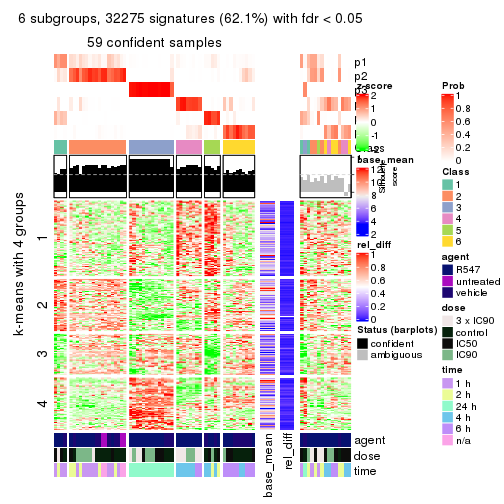 6 subgroups, 32275 signatures (62.1%) with fdr < 0.05
59 confident samples
p1
p2
z-score
2
1
0
-1
-2
base_mean
12
8
6
4
2
Silhouette
score
rel_diff
1
0.8
0.6
0.4
0.2
0
Status (barplots)
confident
ambiguous
Prob
1
0.8
0.6
0.4
0.2
0
Class
1
2
3
4
5
6
agent
R547
untreated
vehicle
dose
3 x IC90
control
IC50
IC90
time
1 h
2 h
24 h
4 h
6 h
n/a
k-means with 4 groups
1
2
3
4
agent
dose
time
base_mean
rel_diff